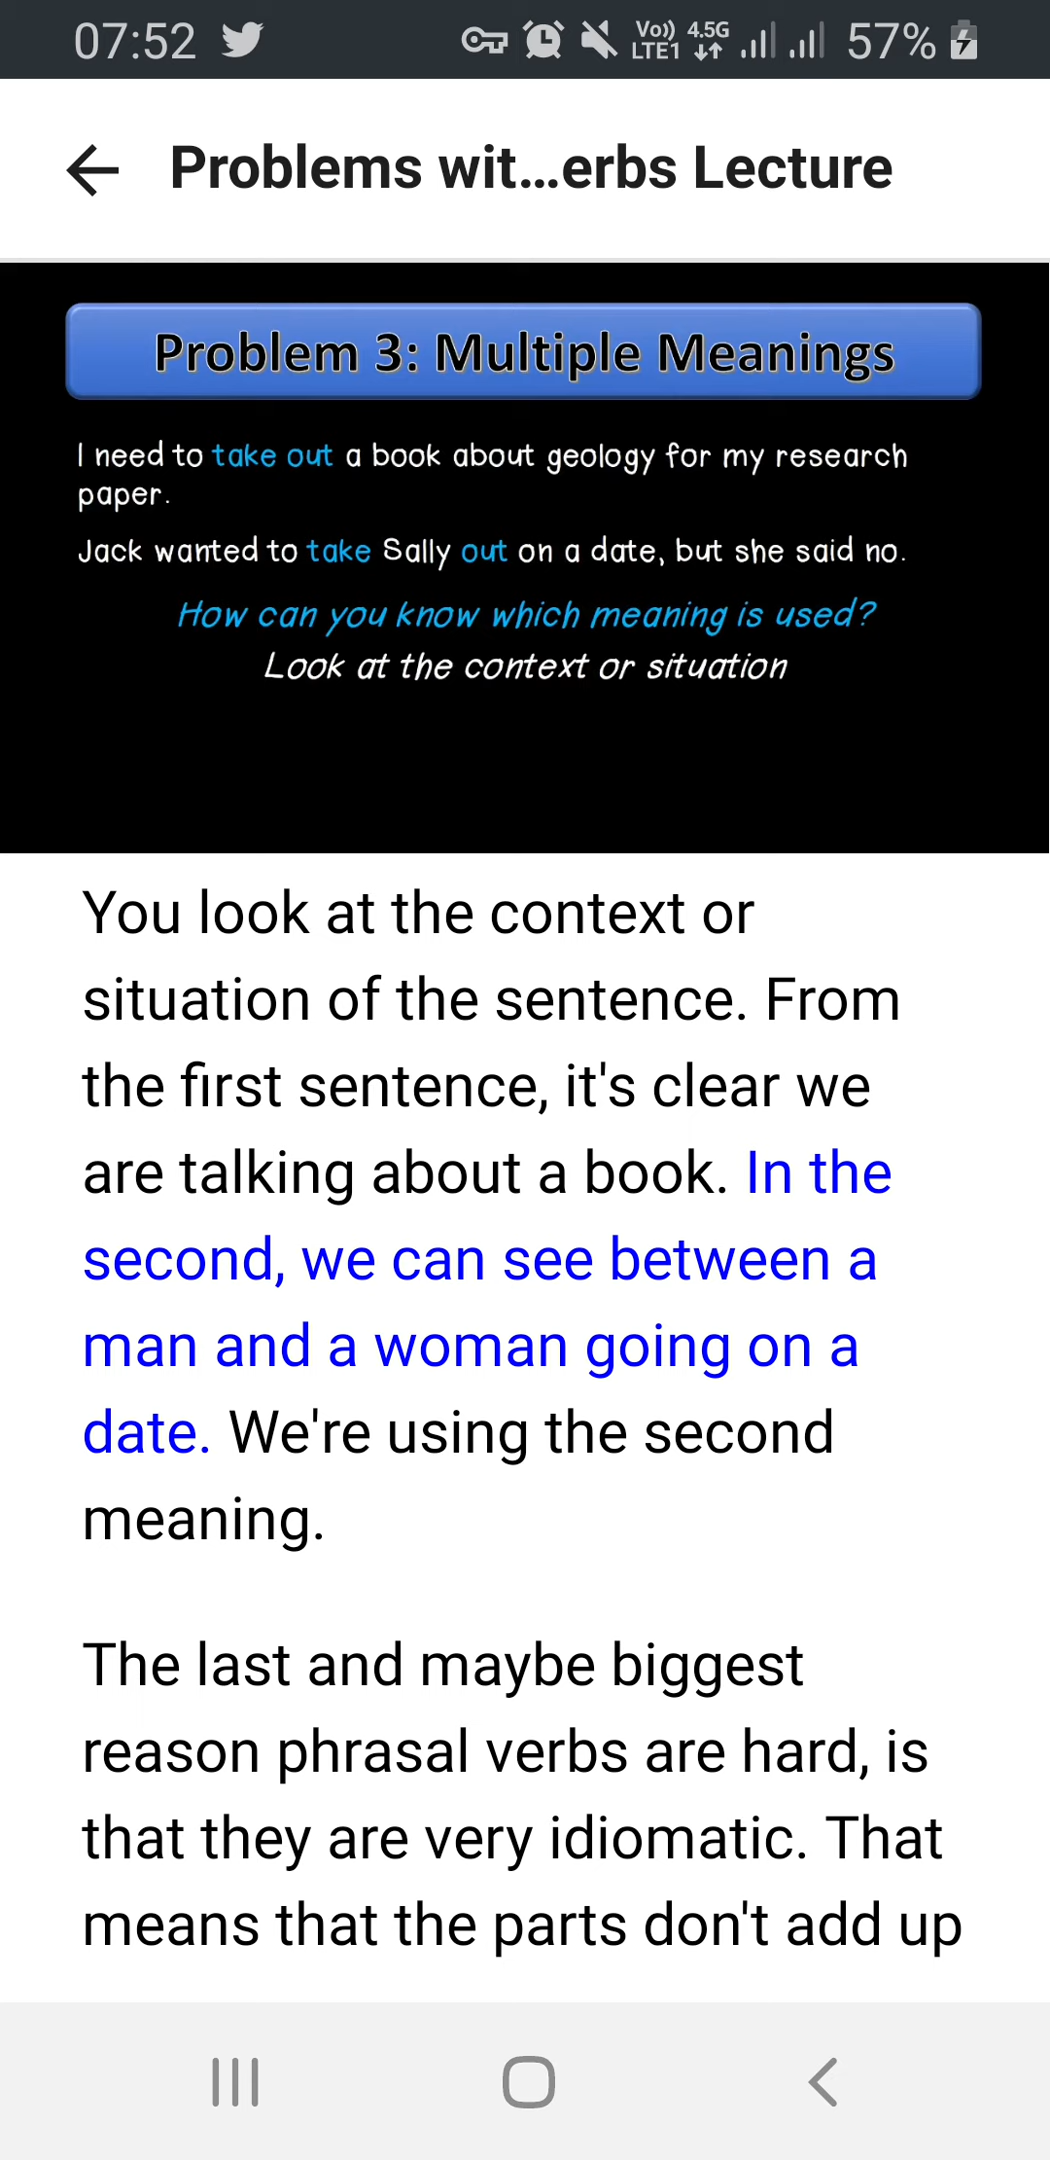 07:52
Vo)) 4.5G
LTE1
57%
Problems wit...erbs Lecture
Problem 3: Multiple Meanings
I need to take out a book about geology for my research
paper.
Jack wanted to take Sally out on a date, but she said no.
How can you know which meaning is used?
Look at the context or situation
You look at the context or
situation of the sentence. From
the first sentence, it's clear we
are talking about a book. In the
second, we can see between a
man and a woman going on a
date. We're using the second
meaning.
The last and maybe biggest
reason phrasal verbs are hard, is
that they are very idiomatic. That
means that the parts don't add up